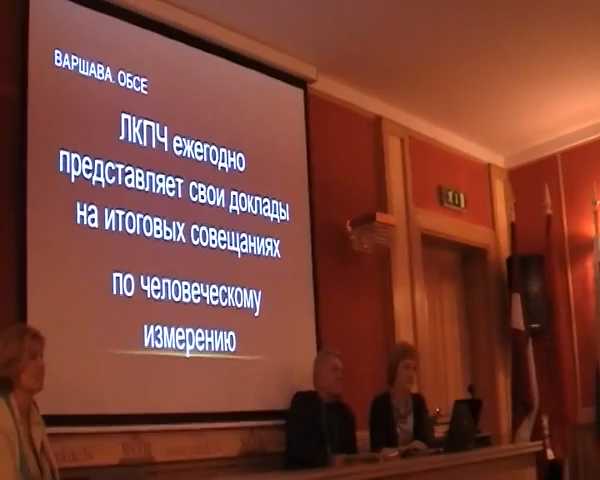 ВАРШАВА. ОБСЕ
ЛКПЧ ежегодно
представляет свои доклады
на итоговых совещаниях
по человеческому
измерению